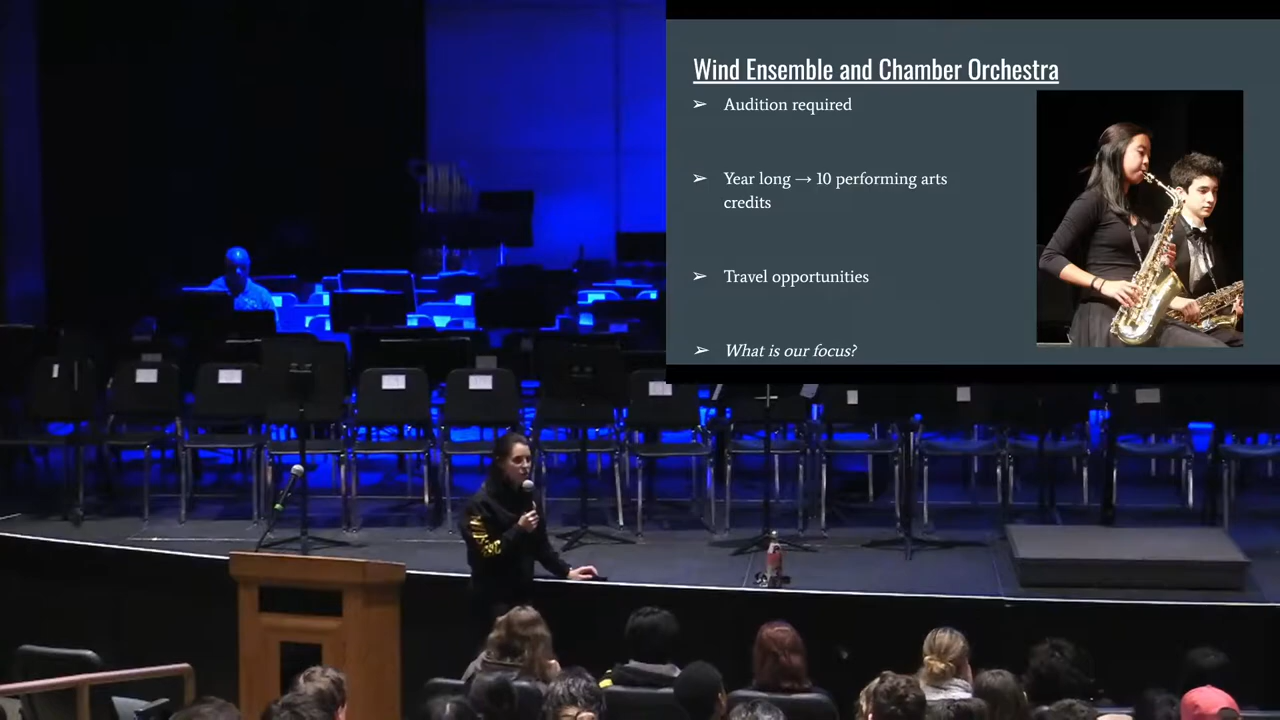 Wind Ensemble and Chamber Orchestra
➢ Audition required
➢ Year long → 10 performing arts
credits
➢ Travel opportunities
➢ What is our focus?